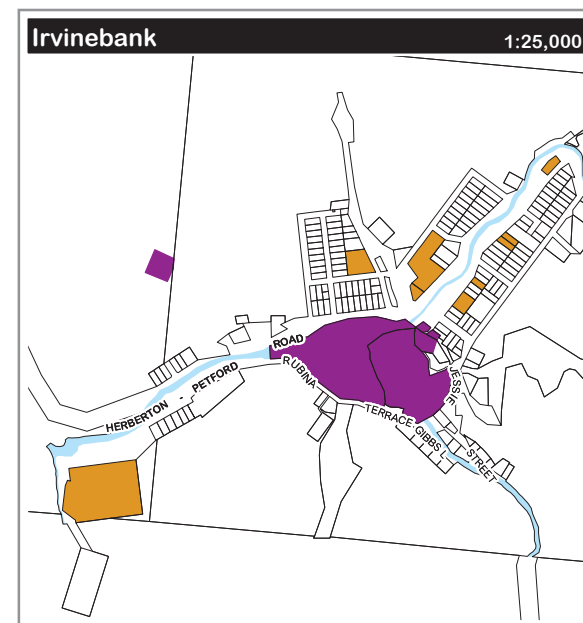 Irvinebank
1:25,000
HERBERTON - PETFORD ROAD
RUBINA TERRACE
GIBBS L
JESSIE STREET